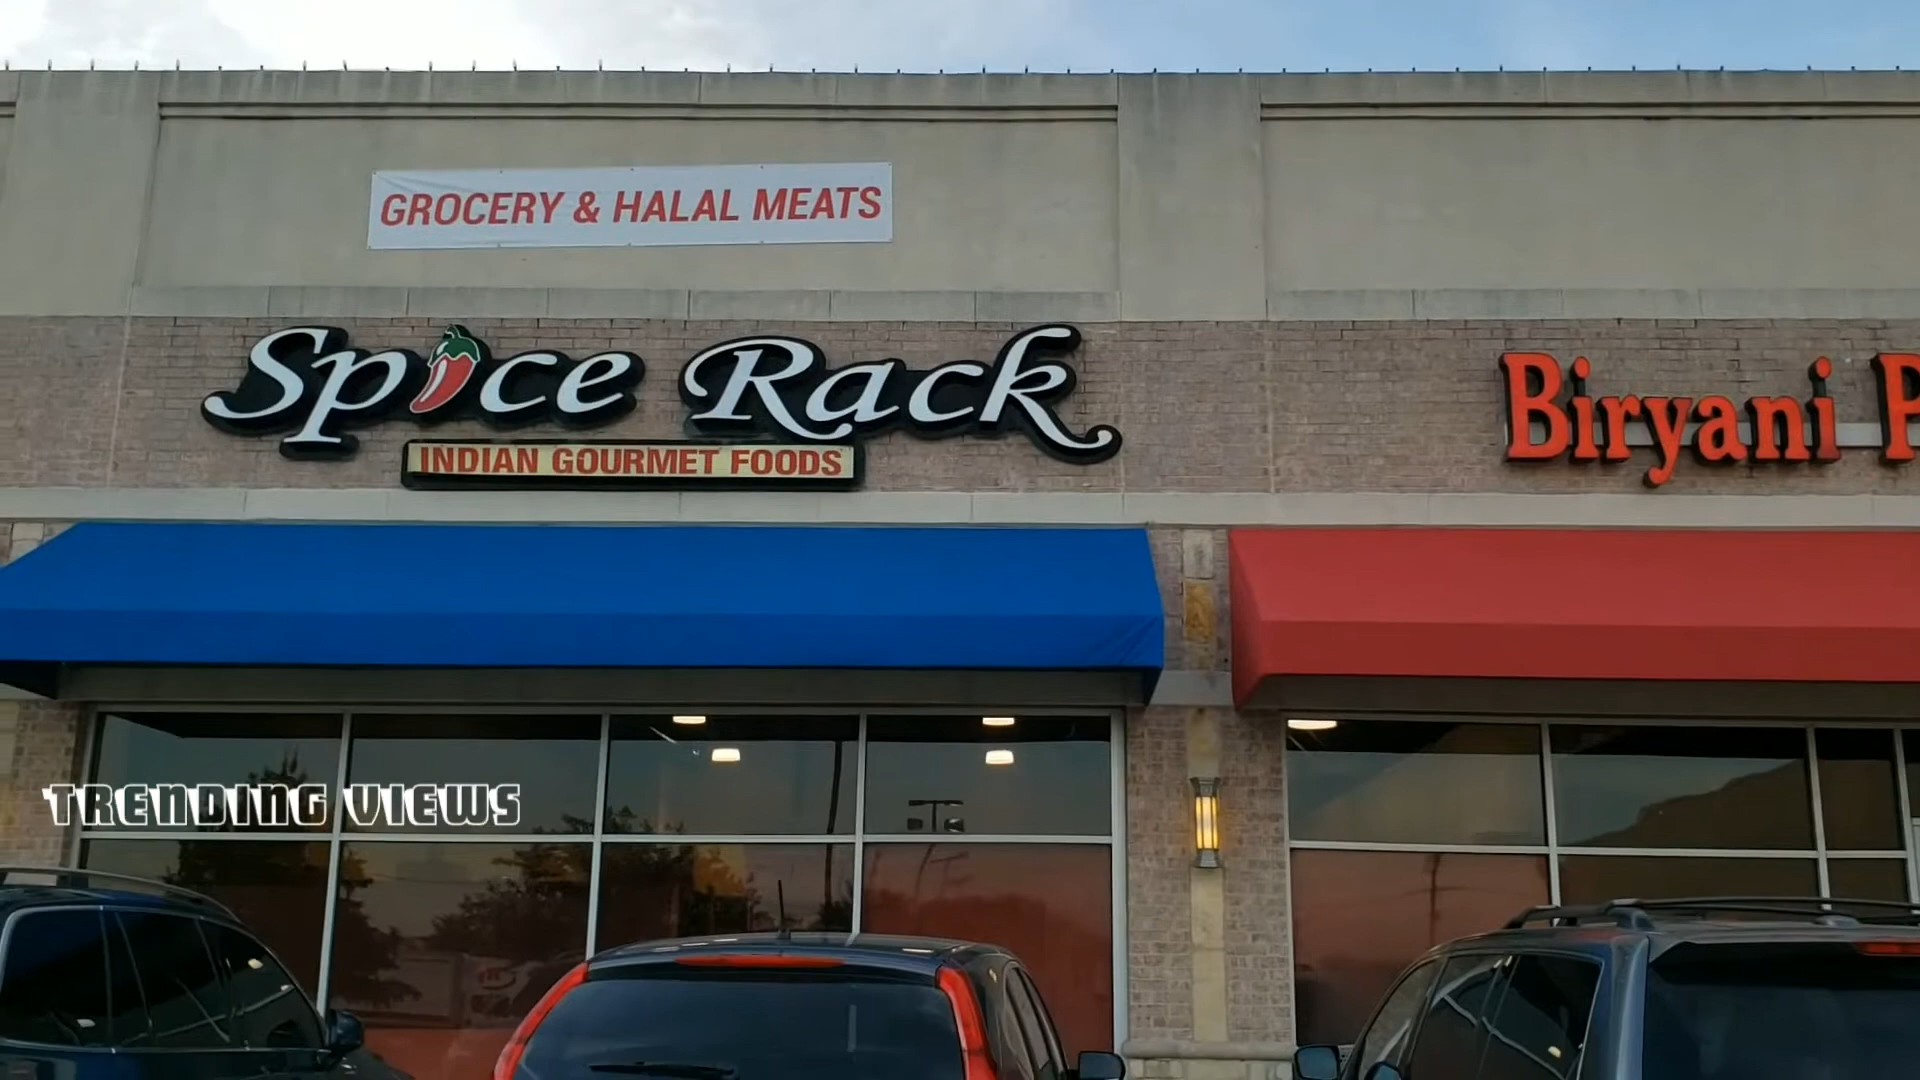 GROCERY & HALAL MEATS
Spice Rack
INDIAN GOURMET FOODS
Biryani P
TRENDING VIEWS